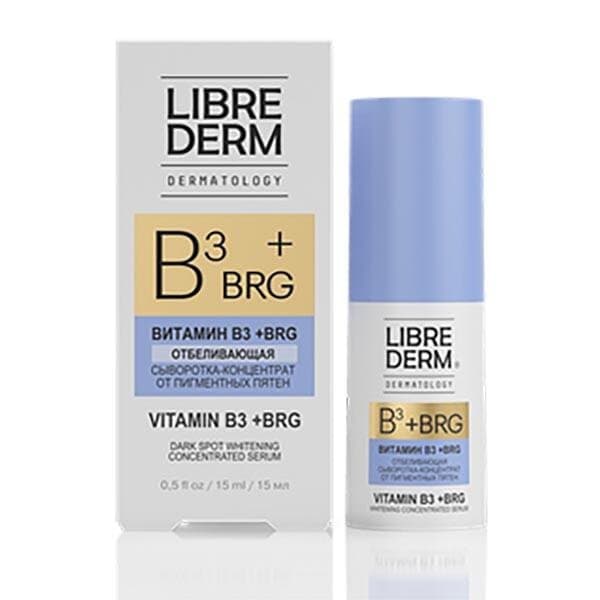 LIBRE
DERM
DERMATOLOGY
B³ +
BRG
ВИТАМИН В3 +BRG
ОТБЕЛИВАЮЩАЯ
СЫВОРОТКА-КОНЦЕНТРАТ
ОТ ПИГМЕНТНЫХ ПЯТЕН
VITAMIN B3 +BRG
DARK SPOT WHITENING
CONCENTRATED SERUM
0,5 fl oz / 15 ml / 15 мл
LIBRE
DERM®
DERMATOLOGY
B³+BRG
ВИТАМИН В3 +BRG
ОТБЕЛИВАЮЩАЯ
СЫВОРОТКА-КОНЦЕНТРАТ
ОТ ПИГМЕНТНЫХ ПЯТЕН
VITAMIN B3 +BRG
WHITENING CONCENTRATED SERUM